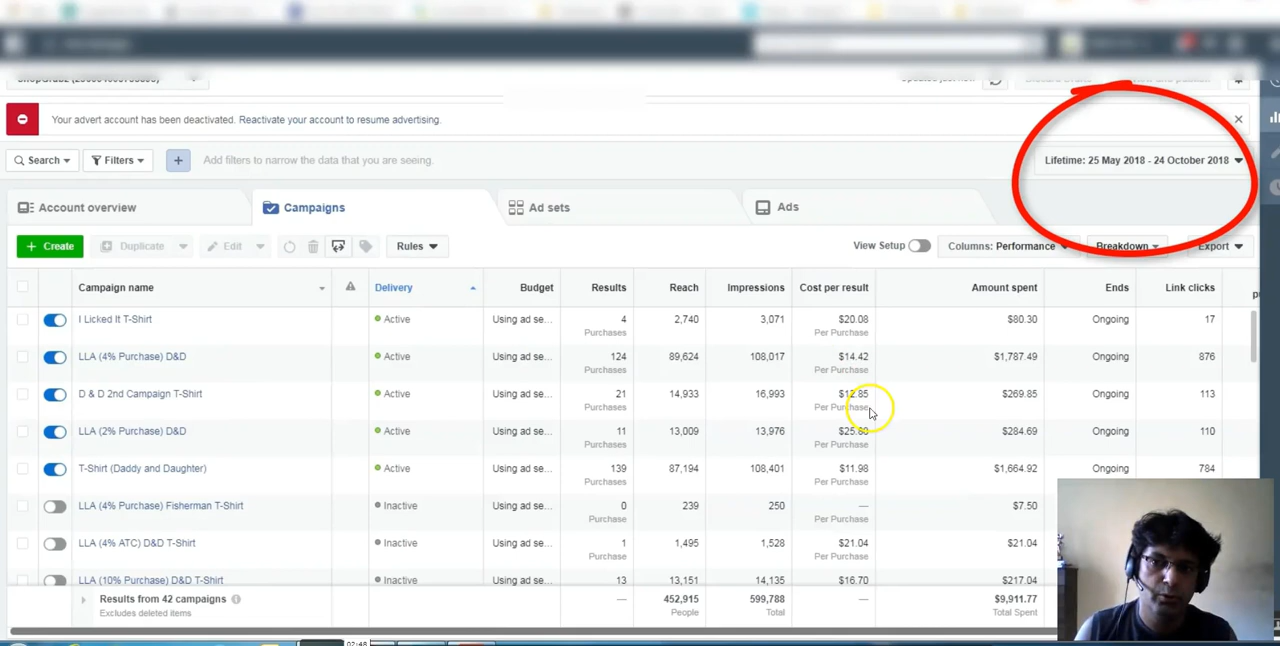 Your advert account has been deactivated. Reactivate your account to resume advertising.
Search Filters + Add filters to narrow the data that you are seeing. Lifetime: 25 May 2018 - 24 October 2018
Account overview Campaigns Ad sets Ads
+ Create Duplicate Edit Rules View Setup Columns: Performance Breakdown Export
Campaign name Delivery Budget Results Reach Impressions Cost per result Amount spent Ends Link clicks
I Licked It T-Shirt Active Using ad se... 4 2,740 3,071 $20.08 $80.30 Ongoing 17
Purchases Per Purchase
LLA (4% Purchase) D&D Active Using ad se... 124 89,624 108,017 $14.42 $1,787.49 Ongoing 876
Purchases Per Purchase
D & D 2nd Campaign T-Shirt Active Using ad se... 21 14,933 16,993 $12.85 $269.85 Ongoing 113
Purchases Per Purchase
LLA (2% Purchase) D&D Active Using ad se... 11 13,009 13,976 $284.69 Ongoing 110
Purchases Per Purchase
T-Shirt (Daddy and Daughter) Active Using ad se... 139 87,194 108,401 $11.98 $1,664.92 Ongoing 784
Purchases Per Purchase
LLA (4% Purchase) Fisherman T-Shirt Inactive Using ad se... 0 239 250 — $7.50
Purchase Per Purchase
LLA (4% ATC) D&D T-Shirt Inactive Using ad se... 1 1,495 1,528 $21.04 $21.04
Purchase Per Purchase
LLA (10% Purchase) D&D T-Shirt Inactive Using ad se... 13 13,151 14,135 $16.70 $217.04
Results from 42 campaigns — 452,915 599,788 — $9,911.77
Excludes deleted items People Total Total Spent
02:48